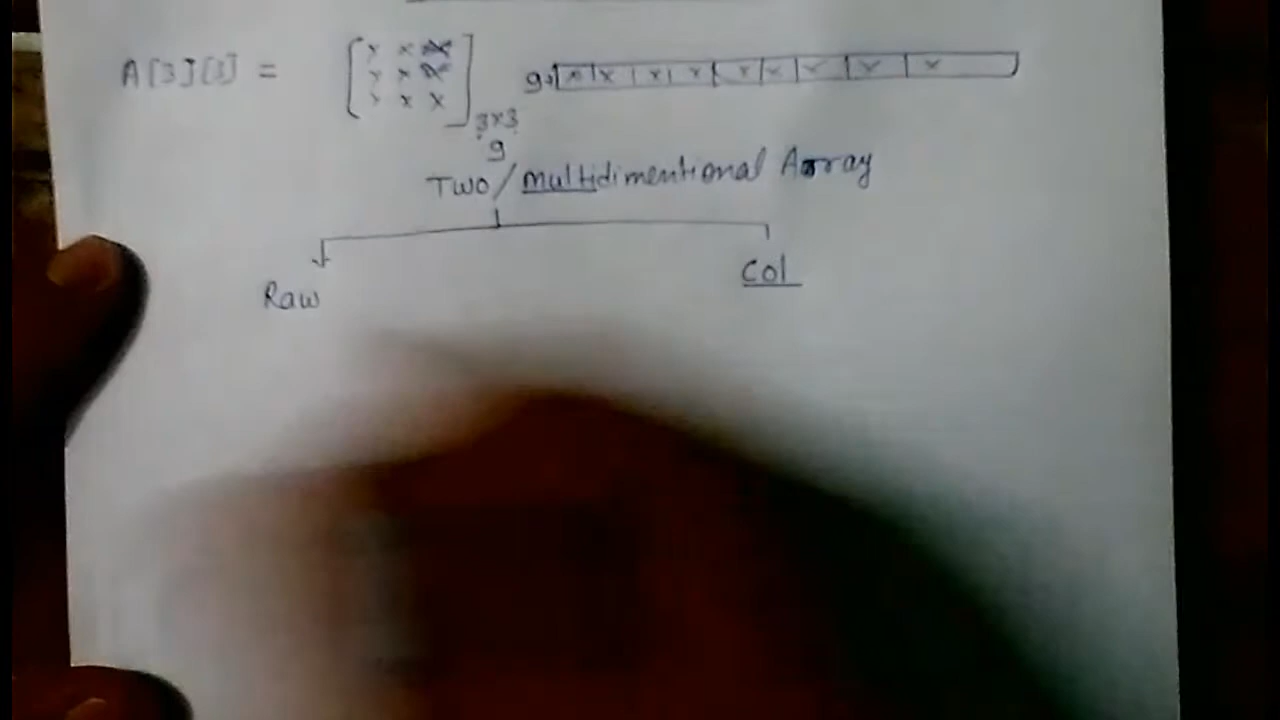 A[3][3] = [x x x
x x x
x x x] 3x3
9
Two/multidimentional Array
Raw
Col